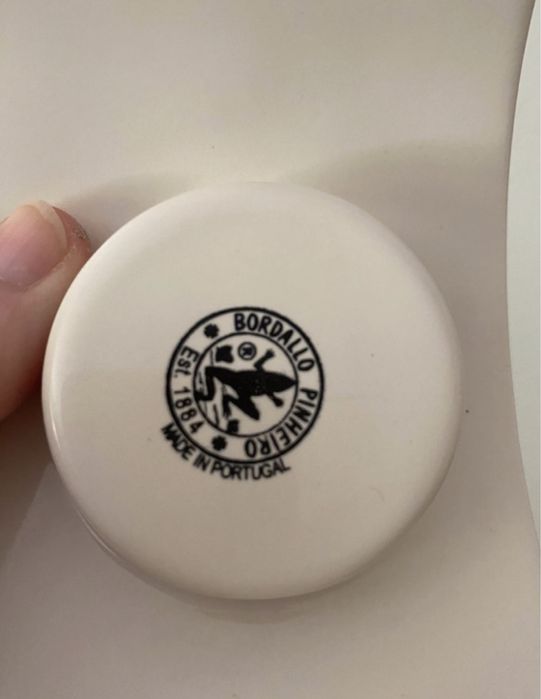 BORDALLO PINHEIRO
Est. 1884
MADE IN PORTUGAL